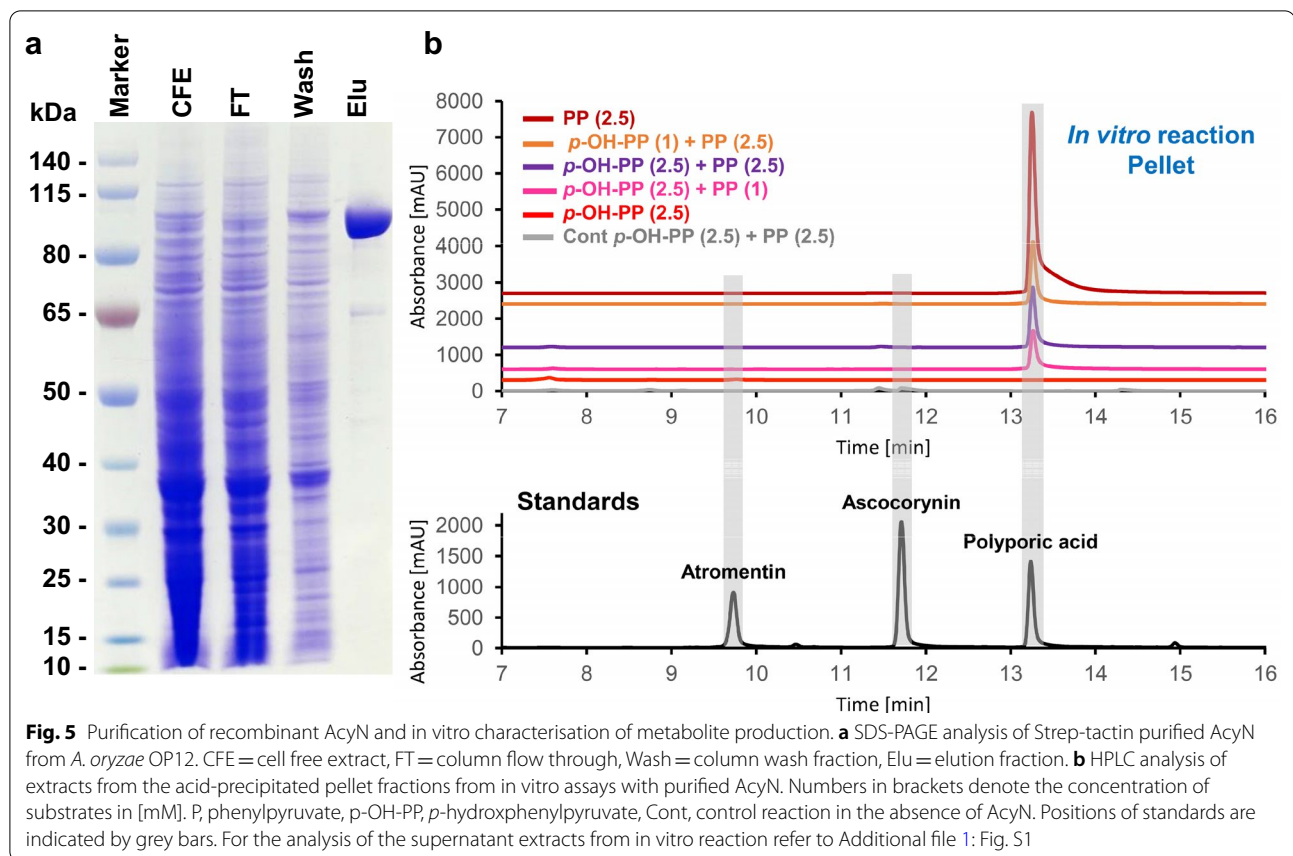 a
Marker
CFE
FT
Wash
Elu
kDa
140 -
115 -
80 -
65 -
50 -
40 -
30 -
25 -
15 -
10 -
b
8000
7000
6000
5000
4000
3000
2000
1000
0
Absorbance [mAU]
PP (2.5)
p-OH-PP (1) + PP (2.5)
p-OH-PP (2.5) + PP (2.5)
p-OH-PP (2.5) + PP (1)
p-OH-PP (2.5)
Cont p-OH-PP (2.5) + PP (2.5)
In vitro reaction
Pellet
7 8 9 10 11 12 13 14 15 16
Time [min]
Standards
2000
1500
1000
500
0
Absorbance [mAU]
Atromentin
Ascocorynin
Polyporic acid
7 8 9 10 11 12 13 14 15 16
Time [min]
Fig. 5 Purification of recombinant AcyN and in vitro characterisation of metabolite production. a SDS-PAGE analysis of Strep-tactin purified AcyN
from A. oryzae OP12. CFE = cell free extract, FT = column flow through, Wash = column wash fraction, Elu = elution fraction. b HPLC analysis of
extracts from the acid-precipitated pellet fractions from in vitro assays with purified AcyN. Numbers in brackets denote the concentration of
substrates in [mM]. P, phenylpyruvate, p-OH-PP, p-hydroxphenylpyruvate, Cont, control reaction in the absence of AcyN. Positions of standards are
indicated by grey bars. For the analysis of the supernatant extracts from in vitro reaction refer to Additional file 1: Fig. S1